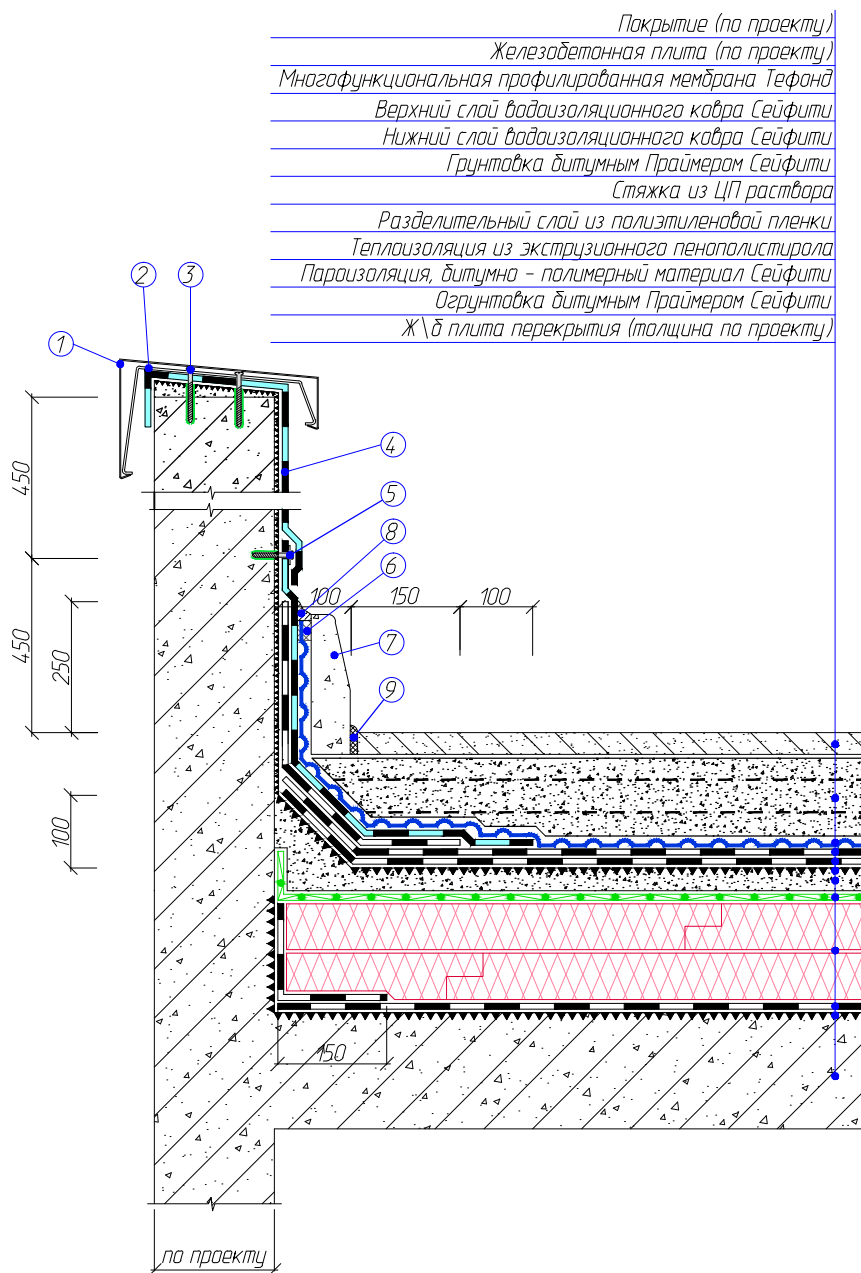 Покрытие (по проекту)
Железобетонная плита (по проекту)
Многофункциональная профилированная мембрана Тефонд
Верхний слой водоизоляционного ковра Сейфити
Нижний слой водоизоляционного ковра Сейфити
Грунтовка битумным Праймером Сейфити
Стяжка из ЦП раствора
Разделительный слой из полиэтиленовой пленки
Теплоизоляция из экструзионного пенополистирола
Пароизоляция, битумно - полимерный материал Сейфити
Огрунтовка битумным Праймером Сейфити
Ж\б плита перекрытия (толщина по проекту)
1
2
3
4
5
8
6
7
9
450
450
250
100
100
150
100
150
по проекту